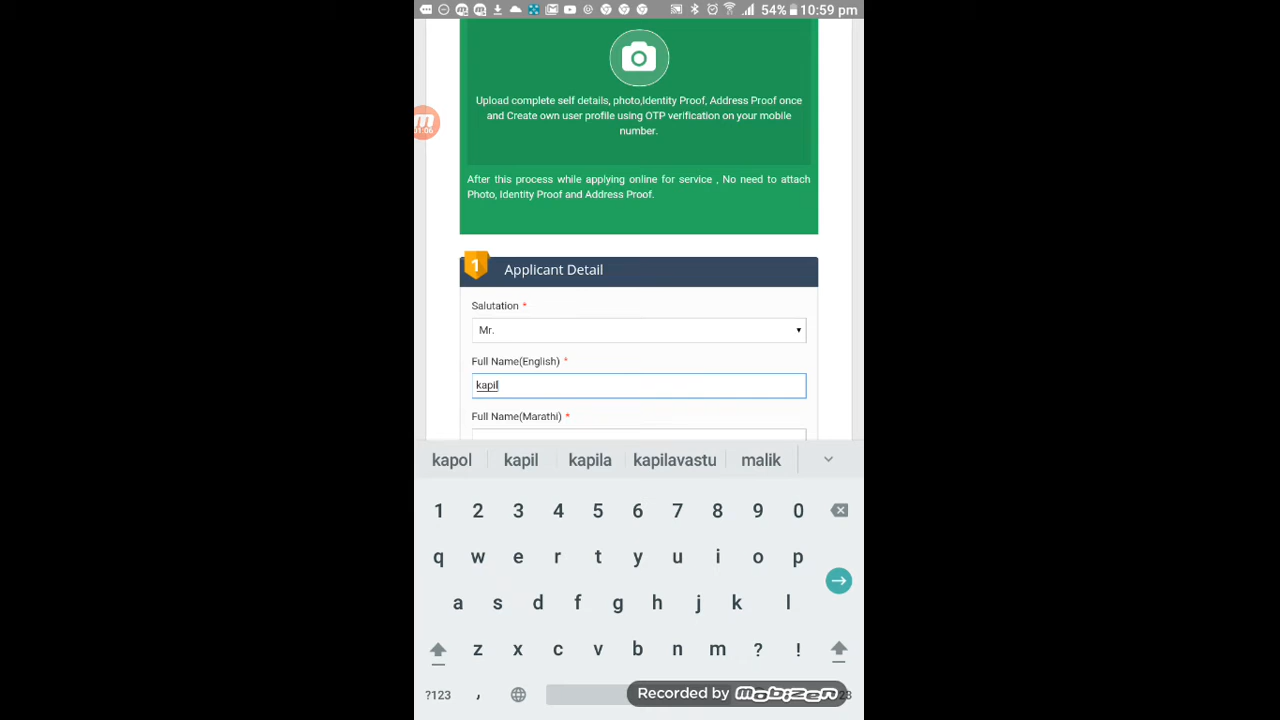 54% 10:59 pm
Upload complete self details, photo,Identity Proof, Address Proof once
and Create own user profile using OTP verification on your mobile
number.
01:06
After this process while applying online for service , No need to attach
Photo, Identity Proof and Address Proof.
1 Applicant Detail
Salutation *
Mr.
Full Name(English) *
kapil
Full Name(Marathi) *
kapol kapil kapila kapilavastu malik
1 2 3 4 5 6 7 8 9 0
q w e r t y u i o p
a s d f g h j k l
z x c v b n m ? !
?123 ,
Recorded by mobizen